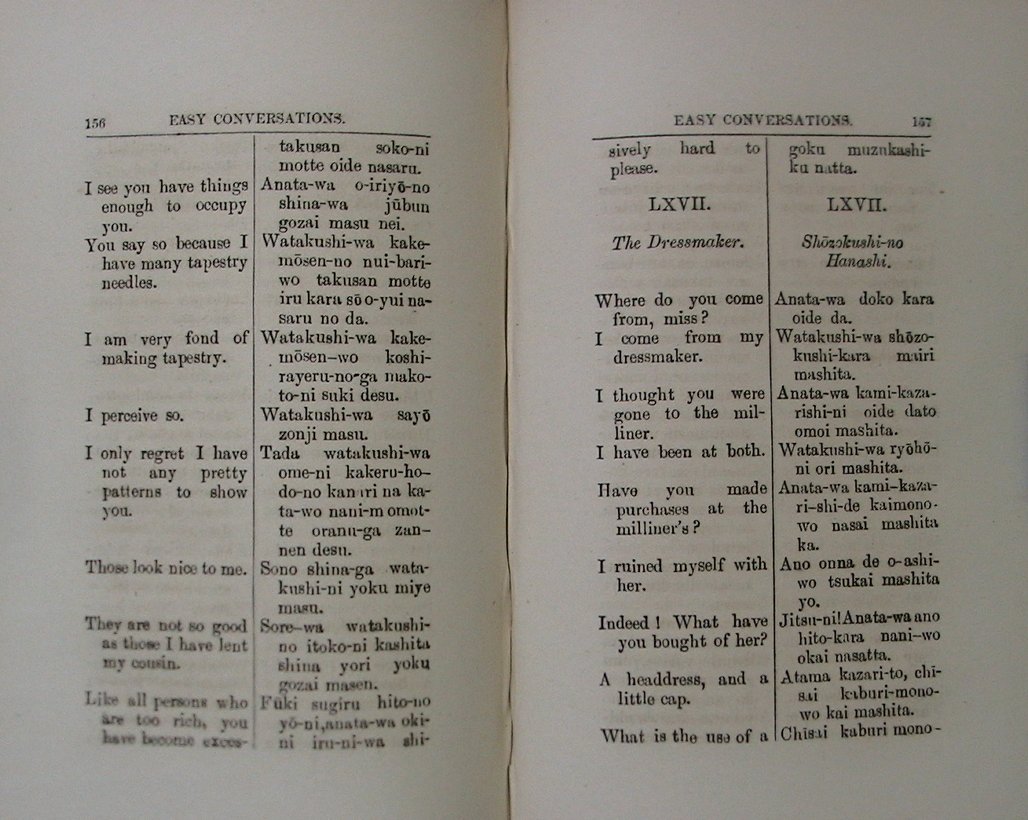 156 EASY CONVERSATIONS.
takusan soko-ni
motte oide nasaru.
I see you have things
enough to occupy
you.
Anata-wa o-iriyō-no
shina-wa jūbun
gozai masu nei.
You say so because I
have many tapestry
needles.
Watakushi-wa kake-
mōsen-no nui-bari-
wo takusan motte
iru kara sō o-yui na-
saru no da.
I am very fond of
making tapestry.
Watakushi-wa kake-
mōsen-wo koshi-
rayeru-no-ga mako-
to-ni suki desu.
I perceive so.
Watakushi-wa sayō
zonji masu.
I only regret I have
not any pretty
patterns to show
you.
Tada watakushi-wa
ome-ni kakeru-ho-
do-no kan iri na ka-
ta-wo nani-m omot-
te oranu-ga zan-
nen desu.
Those look nice to me.
Sono shina-ga wata-
kushi-ni yoku miye
masu.
They are not so good
as those I have lent
my cousin.
Sore-wa watakushi-
no itoko-ni kashita
shina yori yoku
gozai masen.
Like all persons who
are too rich, you
have become exces-
Fūki sugiru hito-no
yō-ni, anata-wa oki-
ni iru-ni-wa shi-
EASY CONVERSATIONS. 157
sively hard to
please.
goku muzukashi-
ku natta.
LXVII.
LXVII.
The Dressmaker.
Shōzokushi-no
Hanashi.
Where do you come
from, miss?
Anata-wa doko kara
oide da.
I come from my
dressmaker.
Watakushi-wa shōzo-
kushi-kara mairi
mashita.
I thought you were
gone to the mil-
liner.
Anata-wa kami-kaza-
rishi-ni oide dato
omoi mashita.
I have been at both.
Watakushi-wa ryōhō-
ni ori mashita.
Have you made
purchases at the
milliner's?
Anata-wa kami-kaza-
ri-shi-de kaimono-
wo nasai mashita
ka.
I ruined myself with
her.
Ano onna de o-ashi-
wo tsukai mashita
yo.
Indeed! What have
you bought of her?
Jitsu-ni! Anata-wa ano
hito-kara nani-wo
okai nasatta.
A headdress, and a
little cap.
Atama kazari-to, chī-
sai kaburi-mono-
wo kai mashita.
What is the use of a
Chisai kaburi mono-